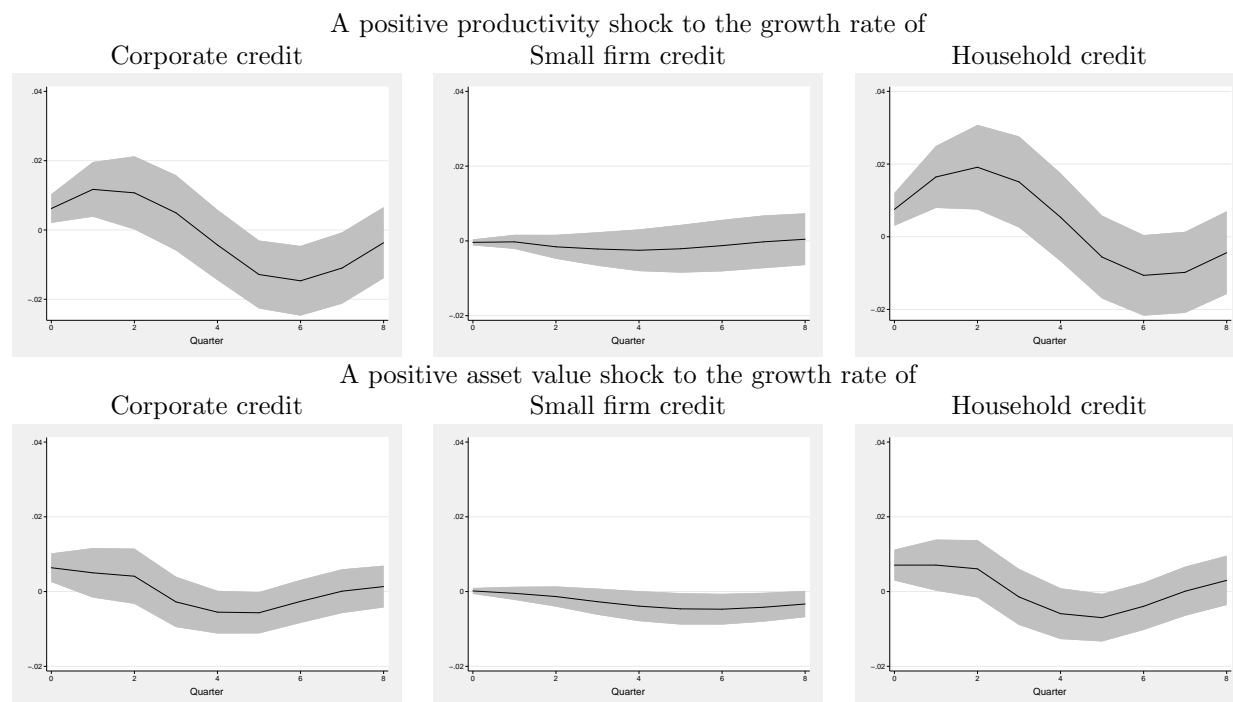 A positive productivity shock to the growth rate of
Corporate credit Small firm credit Household credit
.04 .04 .04
.02 .02 .02
0 0 0
-.02 -.02 -.02
0 2 4 6 8 0 2 4 6 8 0 2 4 6 8
Quarter Quarter Quarter
A positive asset value shock to the growth rate of
Corporate credit Small firm credit Household credit
.04 .04 .04
.02 .02 .02
0 0 0
-.02 -.02 -.02
0 2 4 6 8 0 2 4 6 8 0 2 4 6 8
Quarter Quarter Quarter